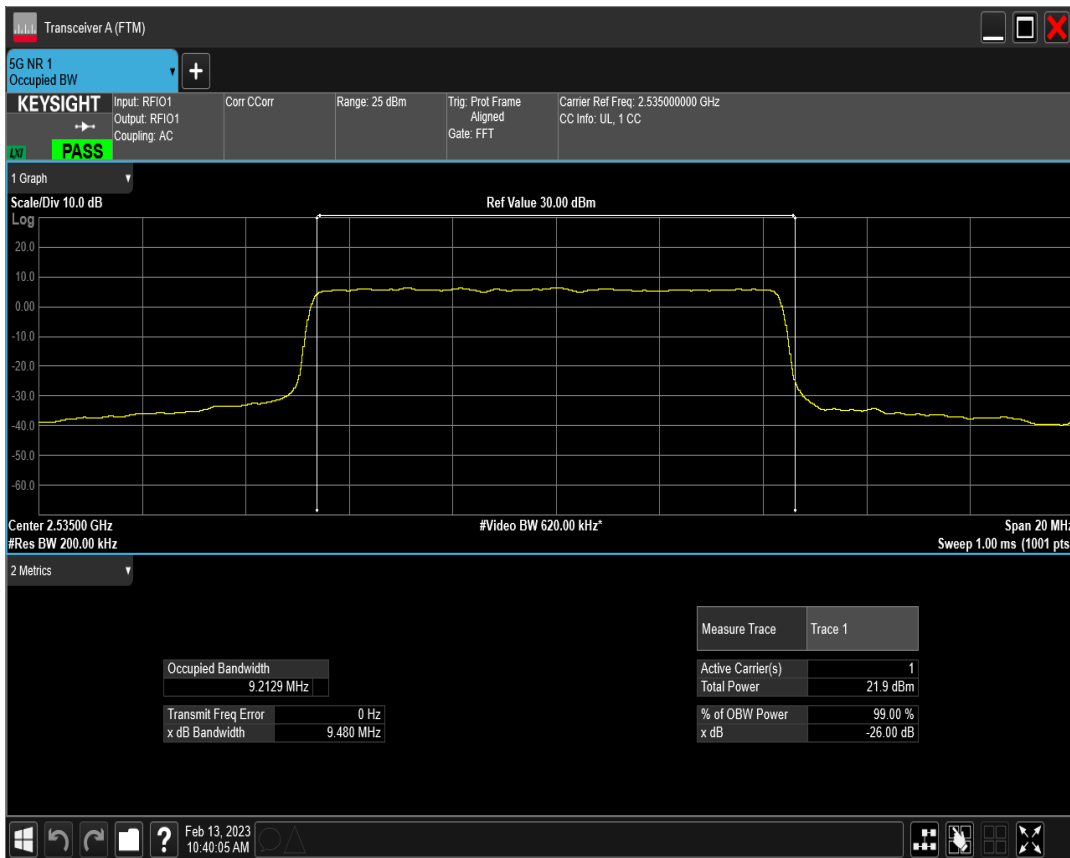 Transceiver A (FTM)
5G NR 1
Occupied BW
+
KEYSIGHT
LXI
PASS
Input: RFIO1
Output: RFIO1
Coupling: AC
Corr CCorr
Range: 25 dBm
Trig: Prot Frame
Aligned
Gate: FFT
Carrier Ref Freq: 2.535000000 GHz
CC Info: UL, 1 CC
1 Graph
Scale/Div 10.0 dB
Ref Value 30.00 dBm
Log
20.0
10.0
0.00
-10.0
-20.0
-30.0
-40.0
-50.0
-60.0
Center 2.53500 GHz
#Video BW 620.00 kHz*
Span 20 MHz
#Res BW 200.00 kHz
Sweep 1.00 ms (1001 pts
2 Metrics
Measure Trace Trace 1
Occupied Bandwidth
9.2129 MHz
Active Carrier(s) 1
Total Power 21.9 dBm
Transmit Freq Error 0 Hz
x dB Bandwidth 9.480 MHz
% of OBW Power 99.00 %
x dB -26.00 dB
?
Feb 13, 2023
10:40:05 AM